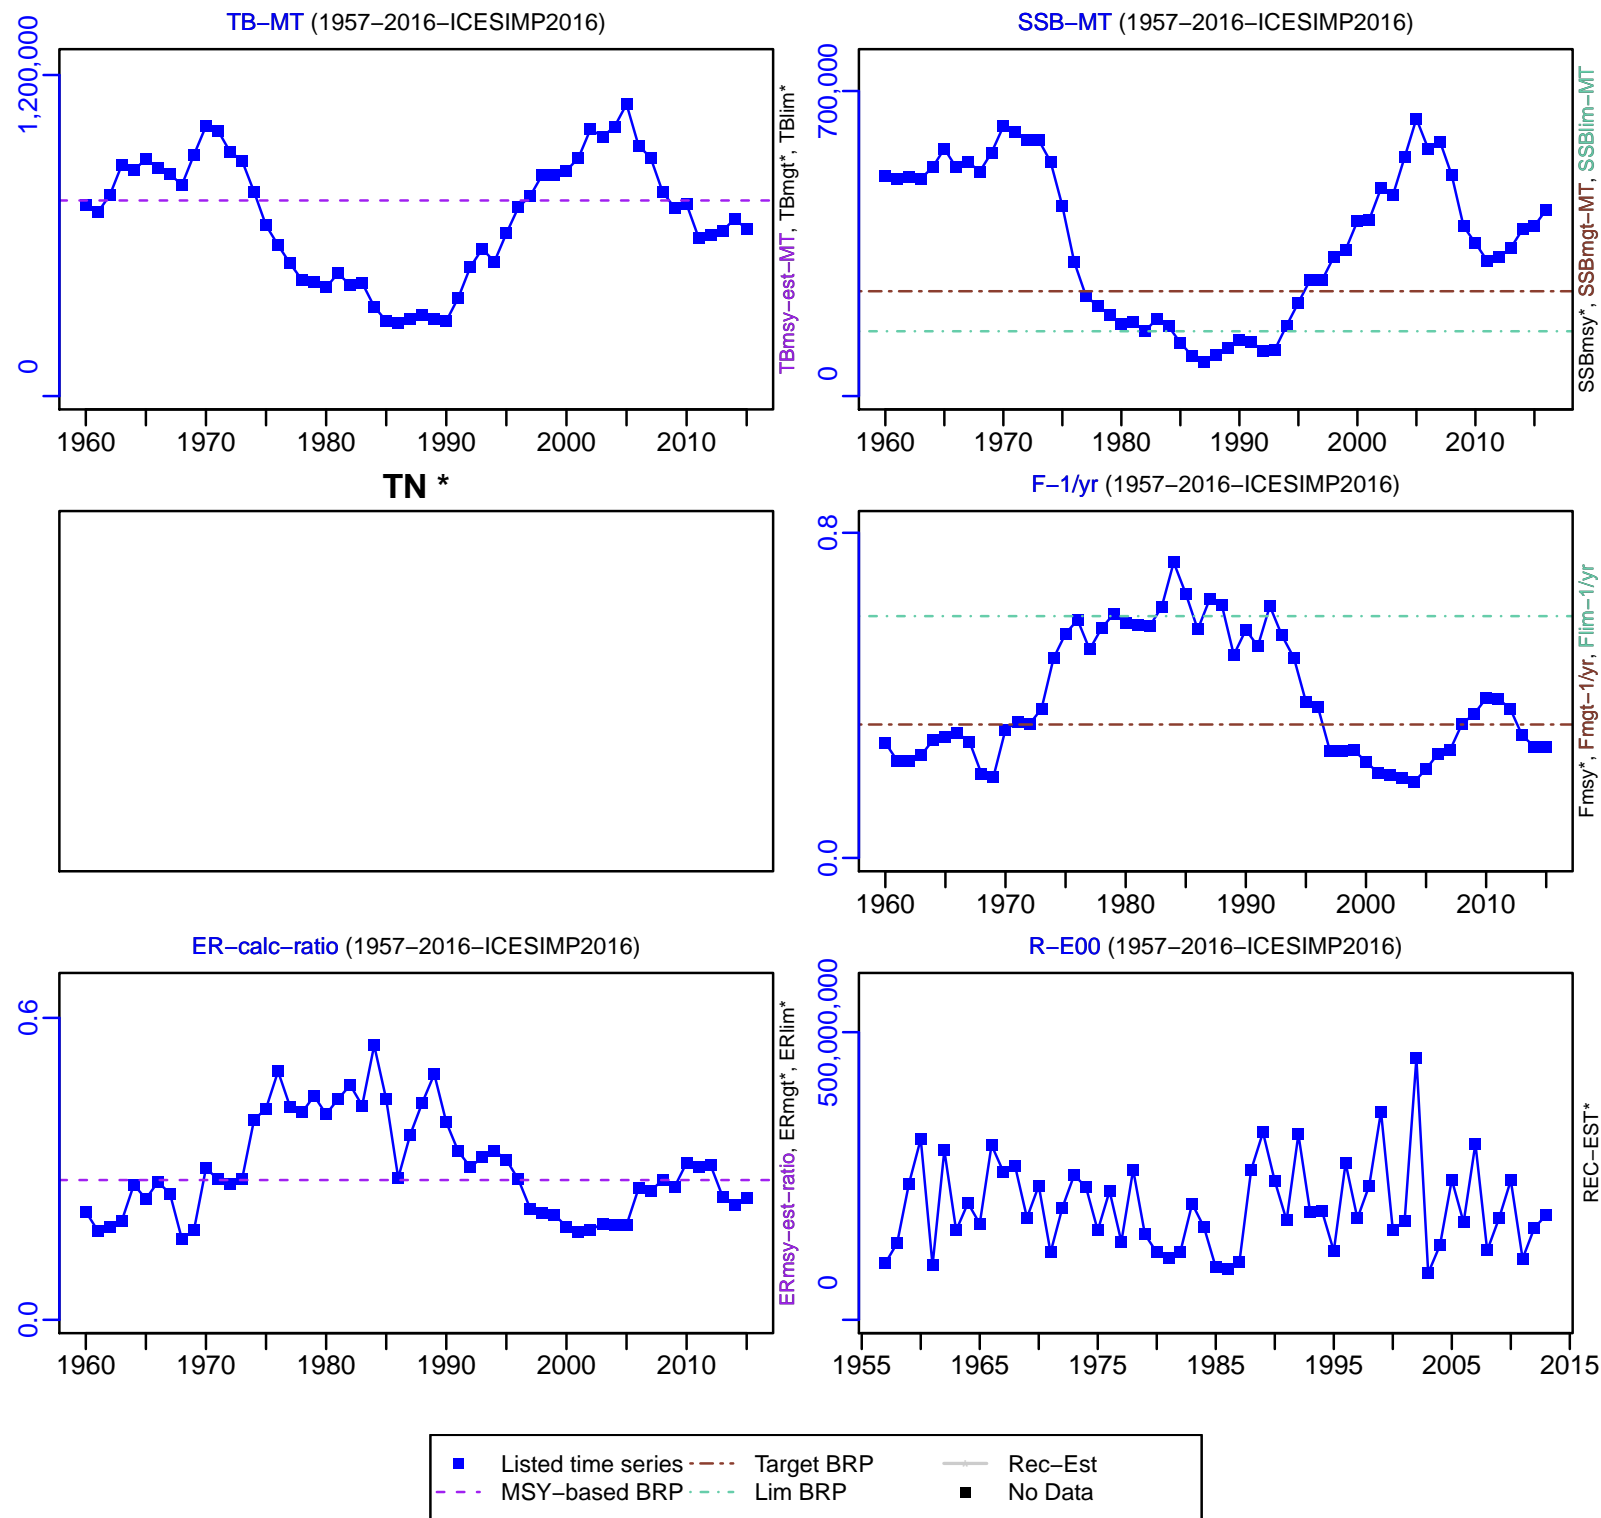 TB−MT (1957−2016−ICESIMP2016)
1,200,000
0
TBmsy−est−MT, TBmgt*, TBlim*
1960 1970 1980 1990 2000 2010
SSB−MT (1957−2016−ICESIMP2016)
700,000
0
SSBmsy*, SSBmgt−MT, SSBlim−MT
1960 1970 1980 1990 2000 2010
TN *
F−1/yr (1957−2016−ICESIMP2016)
0.8
0.0
Fmsy*, Fmgt−1/yr, Flim−1/yr
1960 1970 1980 1990 2000 2010
ER−calc−ratio (1957−2016−ICESIMP2016)
0.6
0.0
ERmsy−est−ratio, ERmgt*, ERlim*
1960 1970 1980 1990 2000 2010
R−E00 (1957−2016−ICESIMP2016)
500,000,000
0
REC−EST*
1955 1965 1975 1985 1995 2005 2015
Listed time series Target BRP Rec−Est
MSY−based BRP Lim BRP No Data